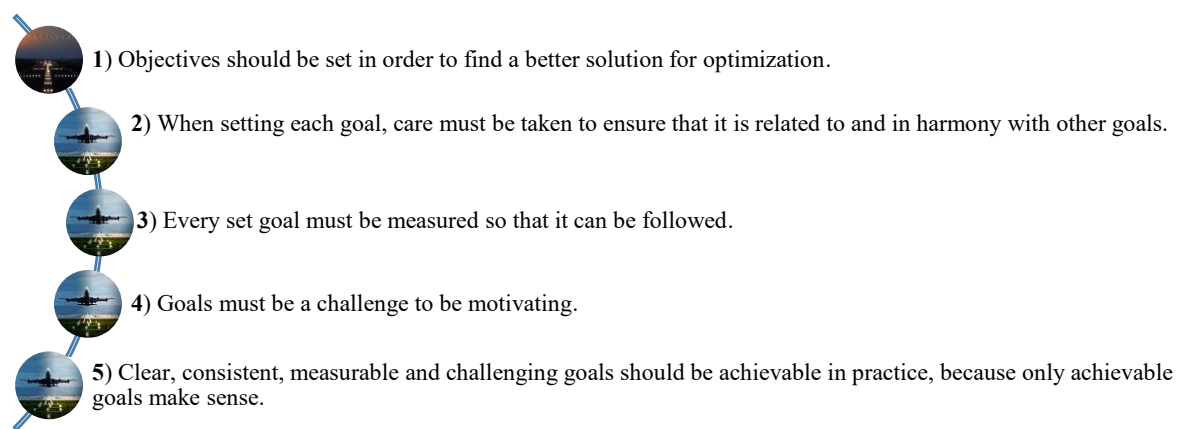 1) Objectives should be set in order to find a better solution for optimization.
2) When setting each goal, care must be taken to ensure that it is related to and in harmony with other goals.
3) Every set goal must be measured so that it can be followed.
4) Goals must be a challenge to be motivating.
5) Clear, consistent, measurable and challenging goals should be achievable in practice, because only achievable
goals make sense.